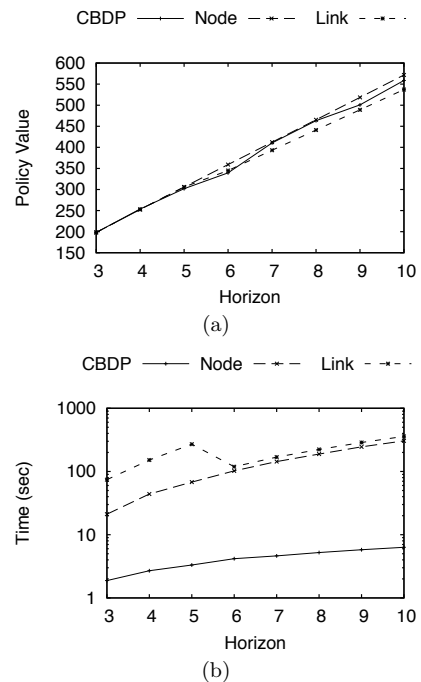 CBDP Node Link
600
550
500
450
400
350
300
250
200
150
Policy Value
3 4 5 6 7 8 9 10
Horizon
(a)
CBDP Node Link
1000
100
10
1
Time (sec)
3 4 5 6 7 8 9 10
Horizon
(b)